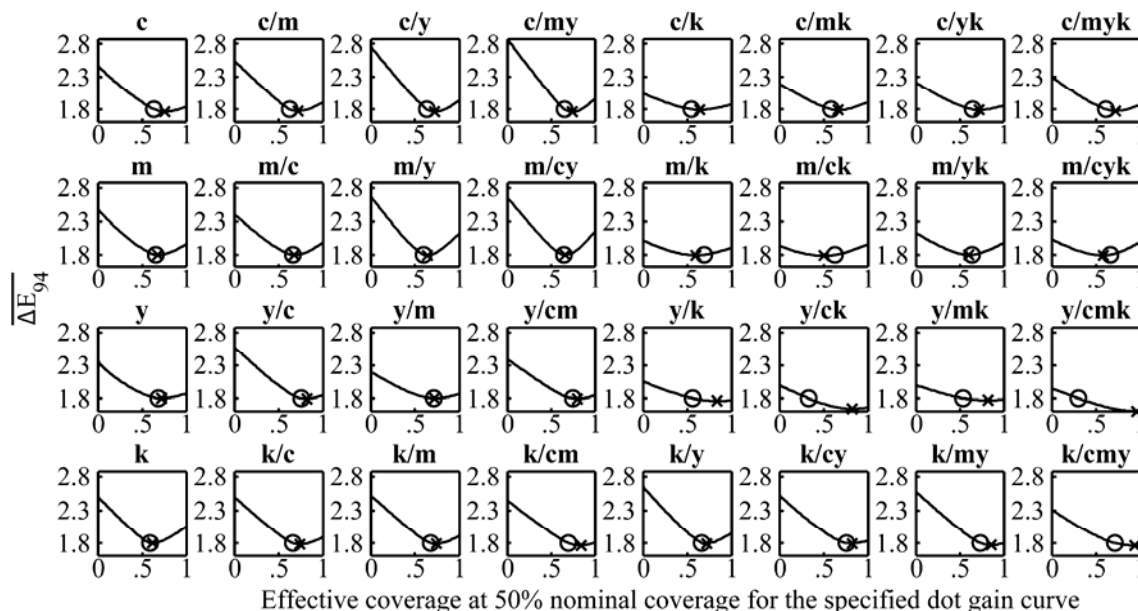 c c/m c/y c/my c/k c/mk c/yk c/myk
2.8 2.8 2.8 2.8 2.8 2.8 2.8 2.8
2.3 2.3 2.3 2.3 2.3 2.3 2.3 2.3
1.8 1.8 1.8 1.8 1.8 1.8 1.8 1.8
0 .5 1 0 .5 1 0 .5 1 0 .5 1 0 .5 1 0 .5 1 0 .5 1 0 .5 1
m m/c m/y m/cy m/k m/ck m/yk m/cyk
2.8 2.8 2.8 2.8 2.8 2.8 2.8 2.8
2.3 2.3 2.3 2.3 2.3 2.3 2.3 2.3
1.8 1.8 1.8 1.8 1.8 1.8 1.8 1.8
0 .5 1 0 .5 1 0 .5 1 0 .5 1 0 .5 1 0 .5 1 0 .5 1 0 .5 1
ΔE94
y y/c y/m y/cm y/k y/ck y/mk y/cmk
2.8 2.8 2.8 2.8 2.8 2.8 2.8 2.8
2.3 2.3 2.3 2.3 2.3 2.3 2.3 2.3
1.8 1.8 1.8 1.8 1.8 1.8 1.8 1.8
0 .5 1 0 .5 1 0 .5 1 0 .5 1 0 .5 1 0 .5 1 0 .5 1 0 .5 1
k k/c k/m k/cm k/y k/cy k/my k/cmy
2.8 2.8 2.8 2.8 2.8 2.8 2.8 2.8
2.3 2.3 2.3 2.3 2.3 2.3 2.3 2.3
1.8 1.8 1.8 1.8 1.8 1.8 1.8 1.8
0 .5 1 0 .5 1 0 .5 1 0 .5 1 0 .5 1 0 .5 1 0 .5 1 0 .5 1
Effective coverage at 50% nominal coverage for the specified dot gain curve